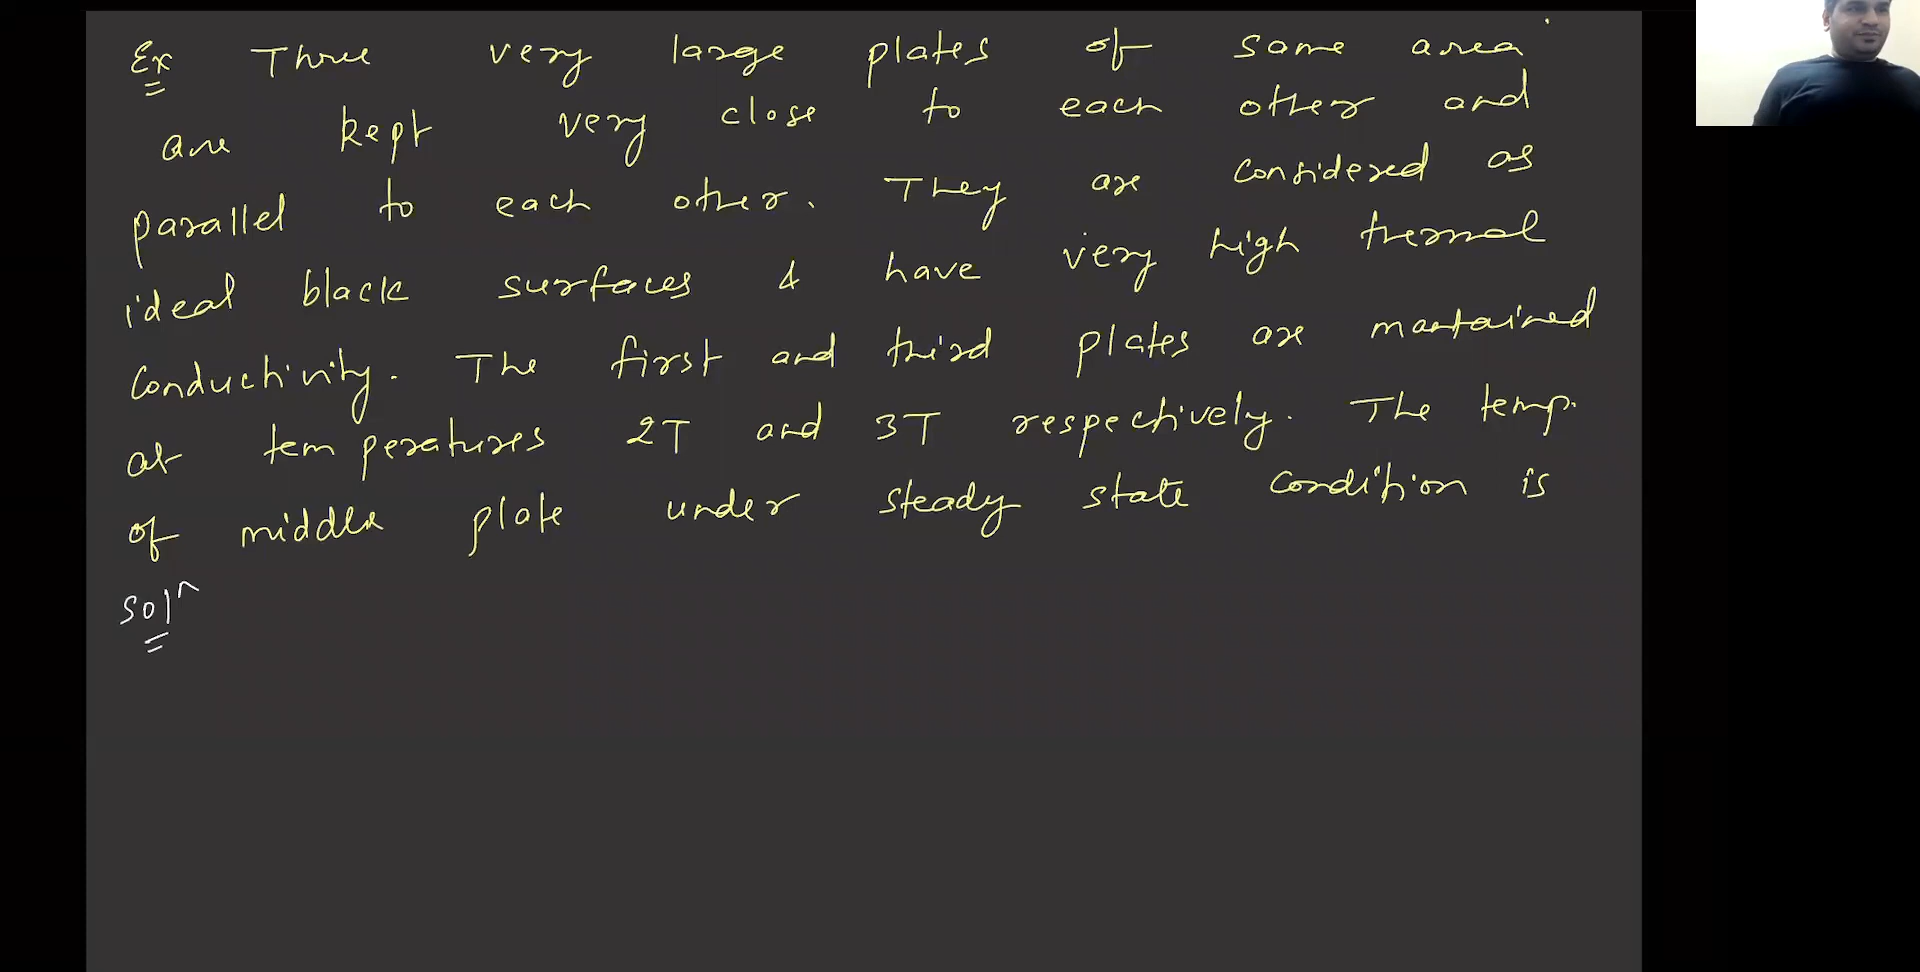 Ex Three very large plates of same area
are kept very close to each other and
parallel to each other. They are considered as
ideal black surfaces & have very high thermal
conductivity. The first and third plates are maintained
at temperatures 2T and 3T respectively. The temp.
of middle plate under steady state condition is
Solⁿ